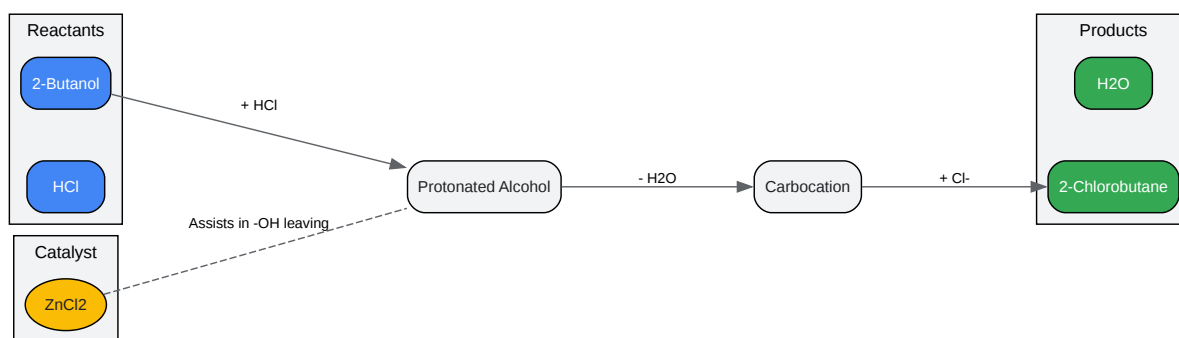 Reactants
2-Butanol
HCl
+ HCl
Assists in -OH leaving
Catalyst
ZnCl2
Protonated Alcohol
- H2O
Carbocation
+ Cl-
Products
H2O
2-Chlorobutane